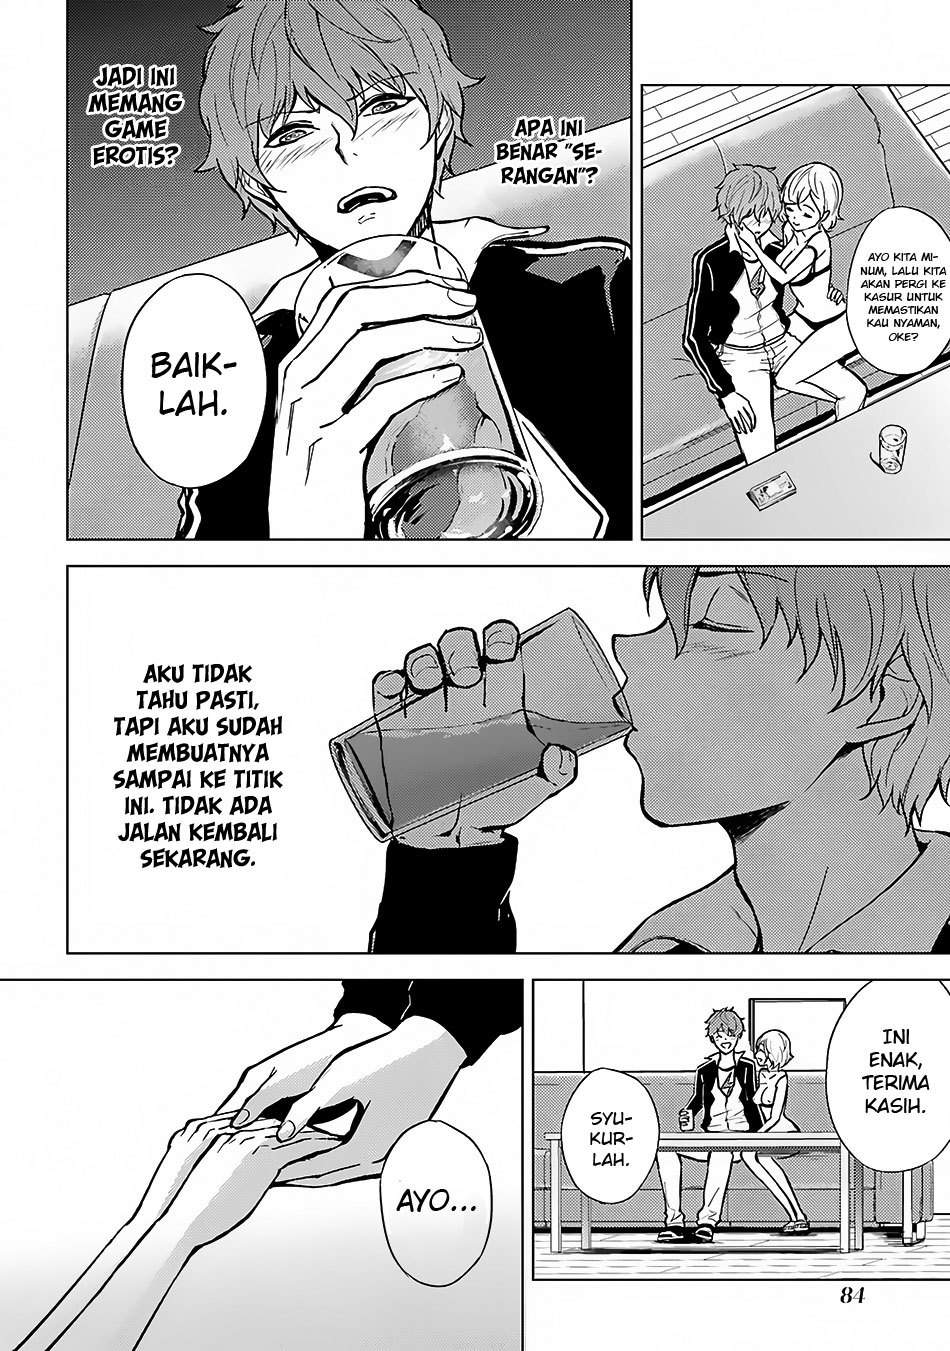 AYO KITA MI-
NUM, LALU KITA
AKAN PERGI KE
KASUR UNTUK
MEMASTIKAN
KAU NYAMAN,
OKE?
APA INI
BENAR "SE-
RANGAN"?
JADI INI
MEMANG
GAME
EROTIS?
BAIK-
LAH.
AKU TIDAK
TAHU PASTI,
TAPI AKU SUDAH
MEMBUATNYA
SAMPAI KE TITIK
INI. TIDAK ADA
JALAN KEMBALI
SEKARANG.
INI
ENAK,
TERIMA
KASIH.
SYU-
KUR-
LAH.
AYO...
84